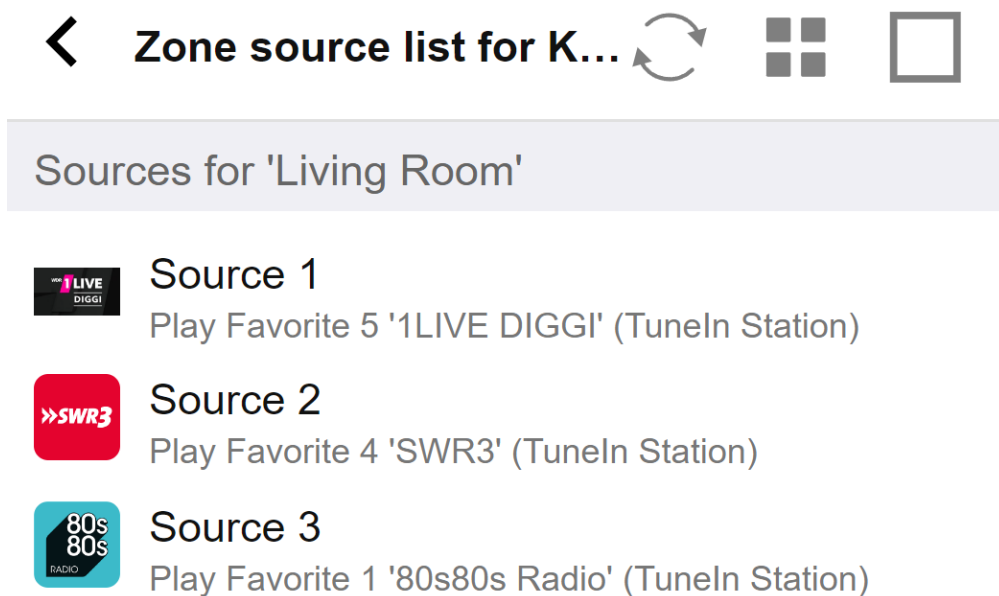 Zone source list for K...
Sources for 'Living Room'
WDR 1LIVE
DIGGI
Source 1
Play Favorite 5 '1LIVE DIGGI' (TuneIn Station)
SWR3
Source 2
Play Favorite 4 'SWR3' (TuneIn Station)
80s
80s
RADIO
Source 3
Play Favorite 1 '80s80s Radio' (TuneIn Station)